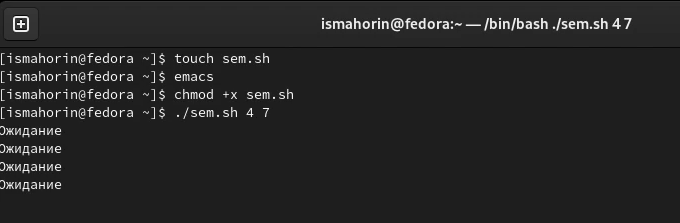 ismahorin@fedora:~ — /bin/bash ./sem.sh 4 7
[ismahorin@fedora ~]$ touch sem.sh
[ismahorin@fedora ~]$ emacs
[ismahorin@fedora ~]$ chmod +x sem.sh
[ismahorin@fedora ~]$ ./sem.sh 4 7
Ожидание
Ожидание
Ожидание
Ожидание